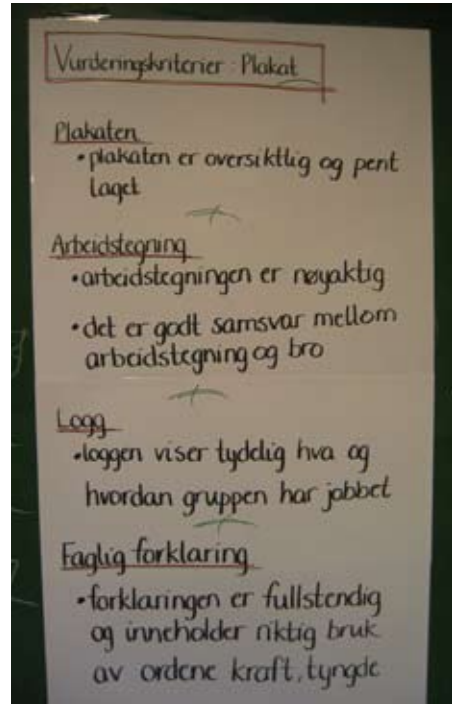 Vurderingskriterier: Plakat
Plakaten
• plakaten er oversiktlig og pent
laget
Arbeidstegning
• arbeidstegningen er nøyaktig
• det er godt samsvar mellom
arbeidstegning og bro
Logg
• loggen viser tydelig hva og
hvordan gruppen har jobbet
Faglig forklaring
• forklaringen er fullstendig
og inneholder riktig bruk
av ordene kraft, tyngde